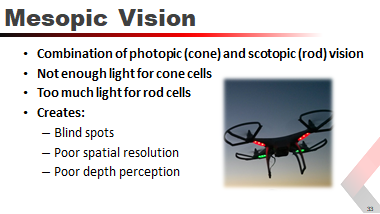 Mesopic Vision
• Combination of photopic (cone) and scotopic (rod) vision
• Not enough light for cone cells
• Too much light for rod cells
• Creates:
– Blind spots
– Poor spatial resolution
– Poor depth perception
33